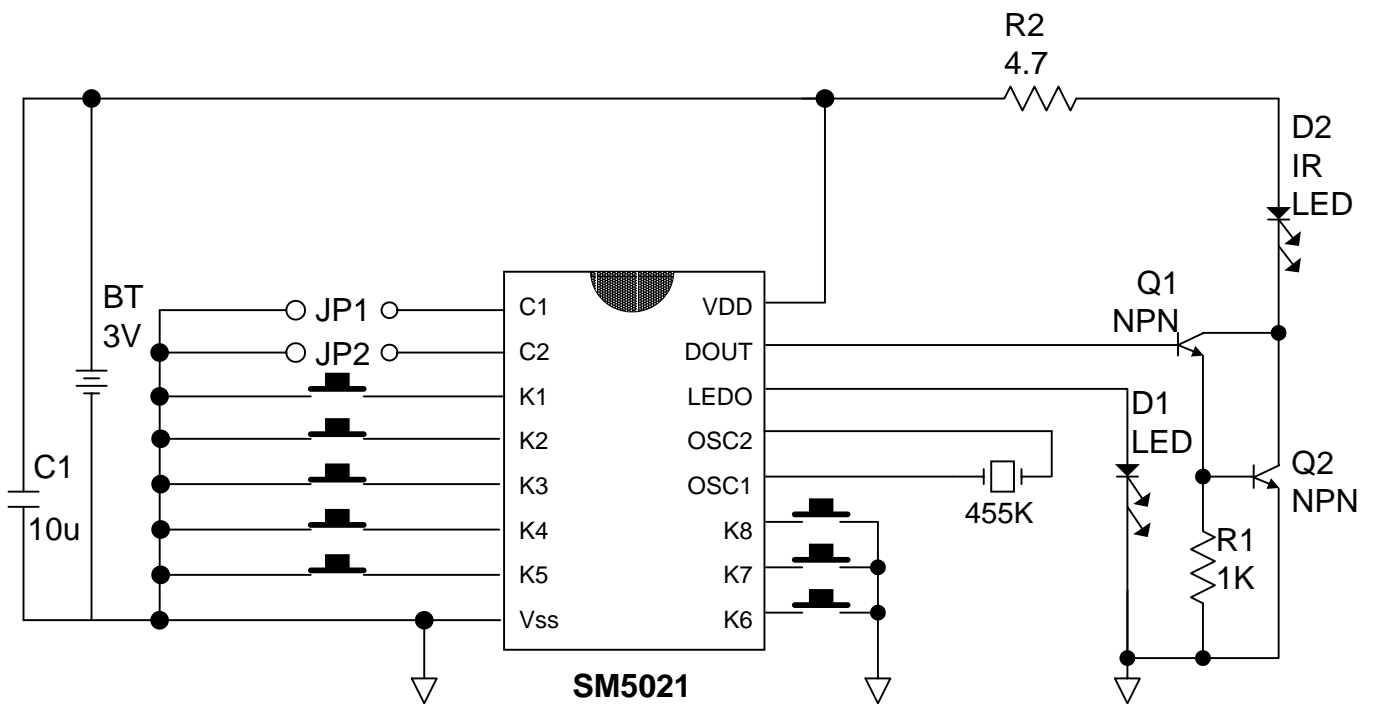 R2
4.7
D2
IR
LED
Q1
NPN
BT
3V
JP1
JP2
C1
C2
K1
K2
K3
K4
K5
Vss
VDD
DOUT
LEDO
OSC2
OSC1
K8
K7
K6
D1
LED
455K
Q2
NPN
R1
1K
C1
10u
SM5021